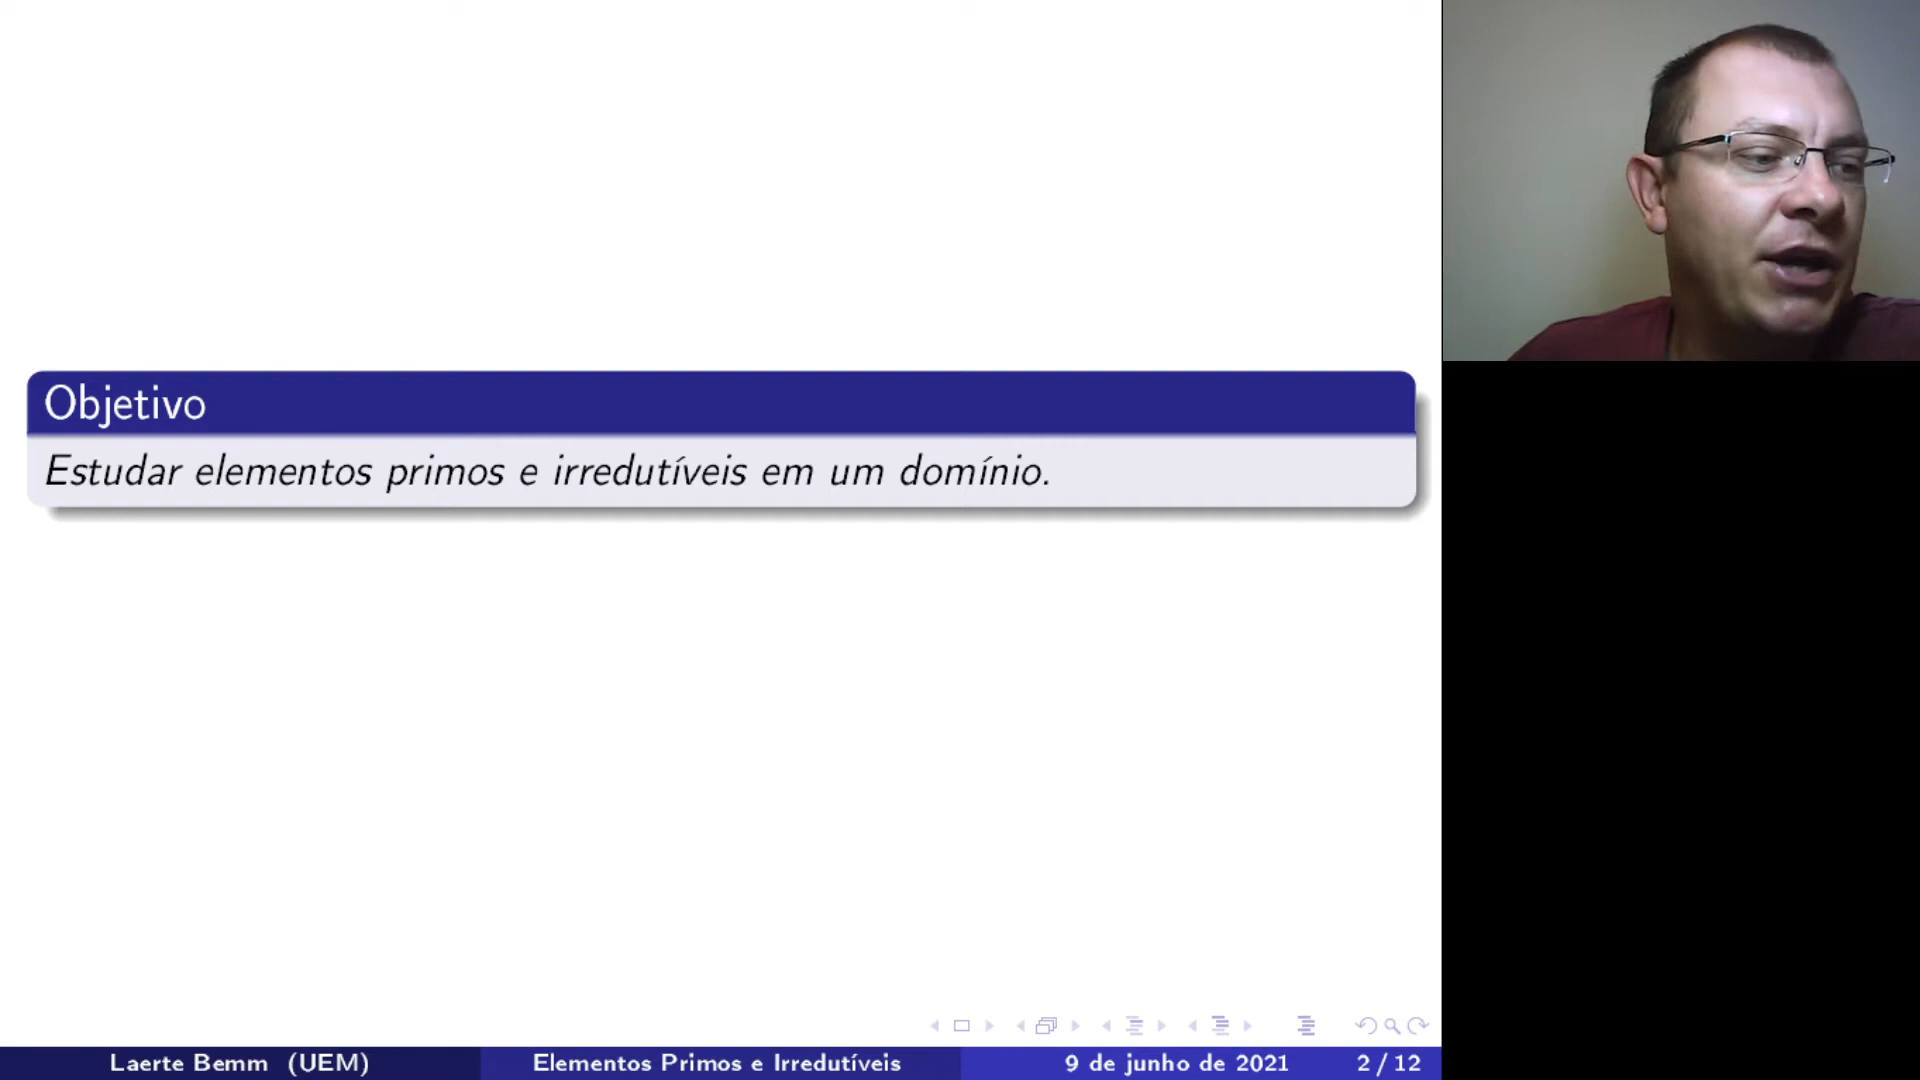 Objetivo
Estudar elementos primos e irredutíveis em um domínio.
Laerte Bemm (UEM) Elementos Primos e Irredutíveis 9 de junho de 2021 2 / 12